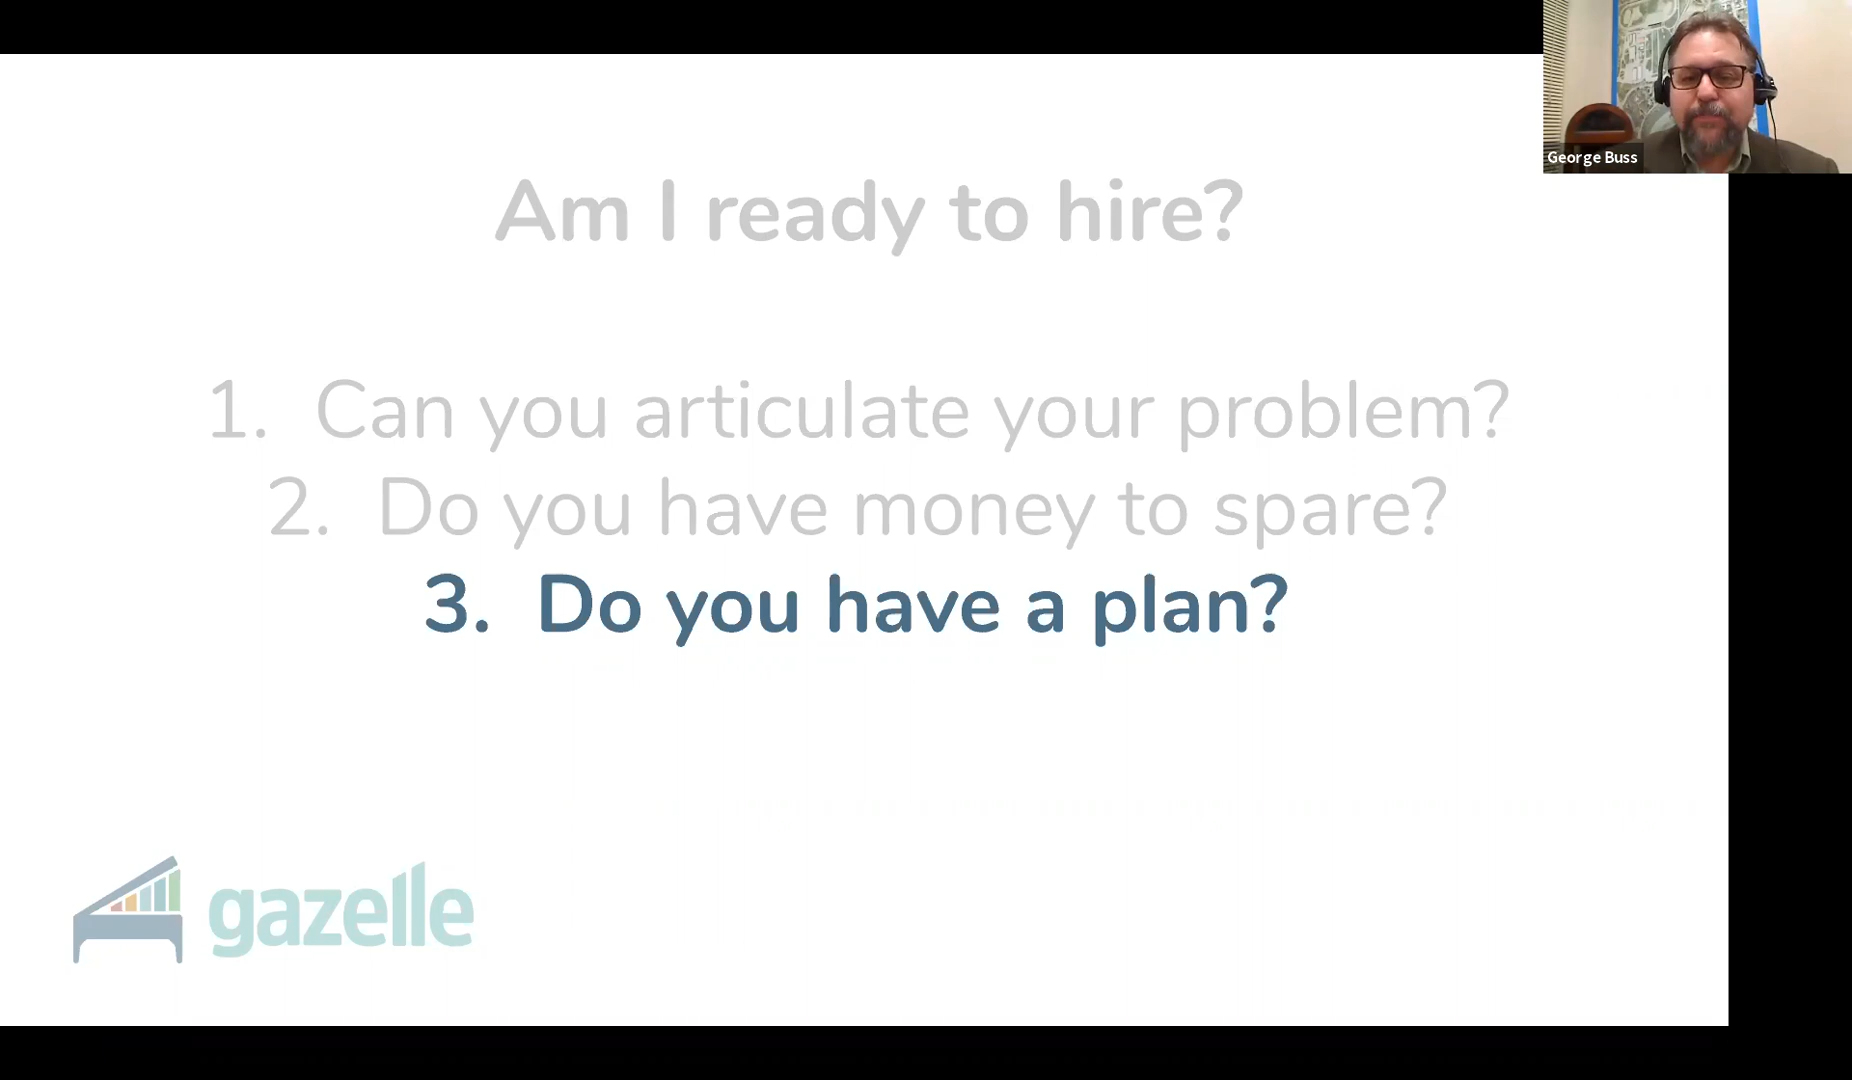 George Buss
Am I ready to hire?
1. Can you articulate your problem?
2. Do you have money to spare?
3. Do you have a plan?
gazelle